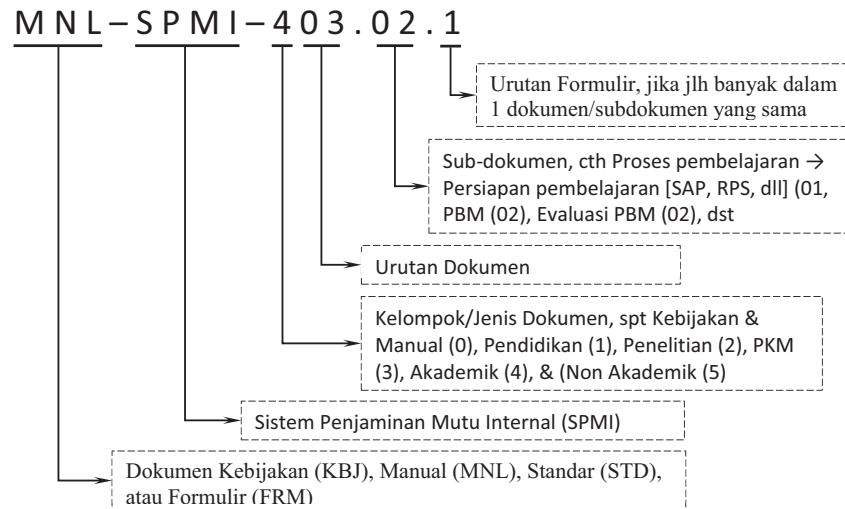 MNL–SPMI–403.02.1
Urutan Formulir, jika jlh banyak dalam
1 dokumen/subdokumen yang sama
Sub-dokumen, cth Proses pembelajaran →
Persiapan pembelajaran [SAP, RPS, dll] (01,
PBM (02), Evaluasi PBM (02), dst
Urutan Dokumen
Kelompok/Jenis Dokumen, spt Kebijakan &
Manual (0), Pendidikan (1), Penelitian (2), PKM
(3), Akademik (4), & (Non Akademik (5)
Sistem Penjaminan Mutu Internal (SPMI)
Dokumen Kebijakan (KBJ), Manual (MNL), Standar (STD),
atau Formulir (FRM)